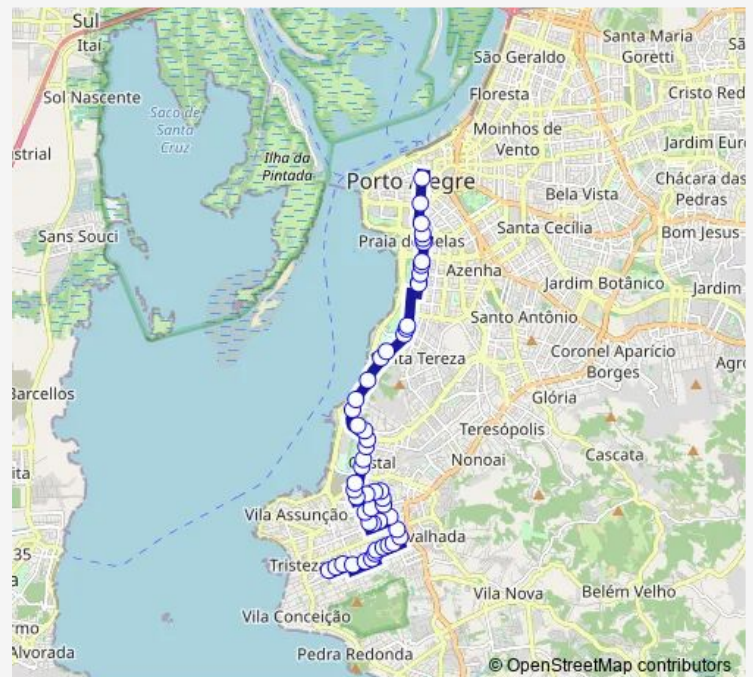 Sul
Itaí
Santa Maria
Goretti
São Geraldo
Sol Nascente
Floresta
Cristo Red
Saco de
Santa
Cruz
Moinhos de
Vento
Jardim Eur
strial
Ilha da
Pintada
Porto Alegre
Chácara das
Pedras
Bela Vista
Sans Souci
Praia de Belas
Santa Cecília
Bom Jesus
Azenha
Jardim Botânico
Jardim
Santo Antônio
ta Tereza
Coronel Aparício
Borges
Agro
Barcellos
Glória
Teresópolis
ita
stal
Nonoai
Cascata
Vila Assunção
valhada
35
Tristeza
a
Vila Nova
Belém Velho
Vila Conceição
rmo
Alvorada
Pedra Redonda
© OpenStreetMap contributors